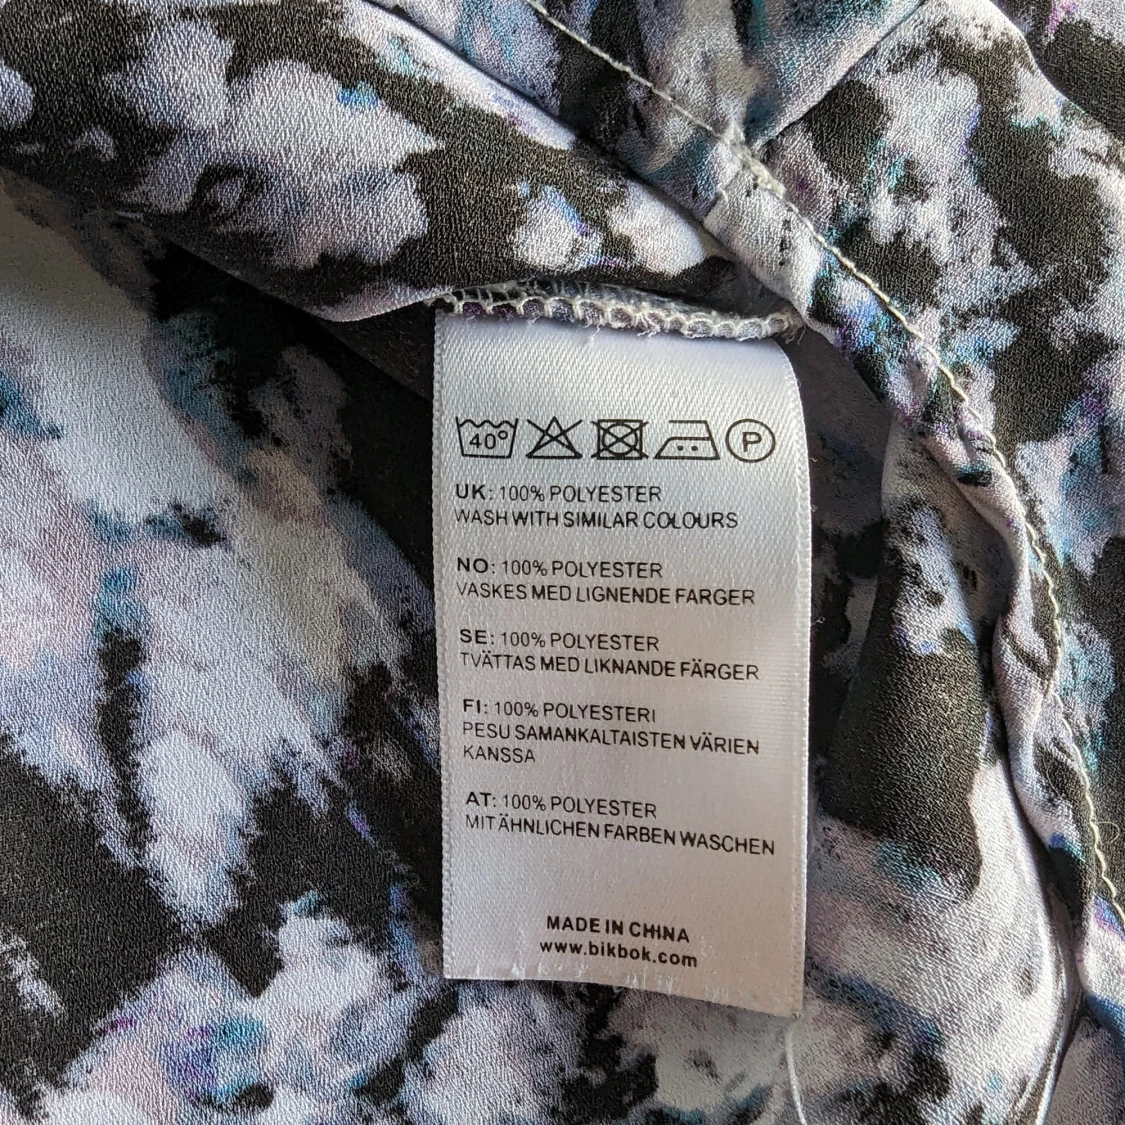 40°
P
UK: 100% POLYESTER
WASH WITH SIMILAR COLOURS
NO: 100% POLYESTER
VASKES MED LIGNENDE FARGER
SE: 100% POLYESTER
TVÄTTAS MED LIKNANDE FÄRGER
FI: 100% POLYESTERI
PESU SAMANKALTAISTEN VÄRIEN
KANSSA
AT: 100% POLYESTER
MIT ÄHNLICHEN FARBEN WASCHEN
MADE IN CHINA
www.bikbok.com